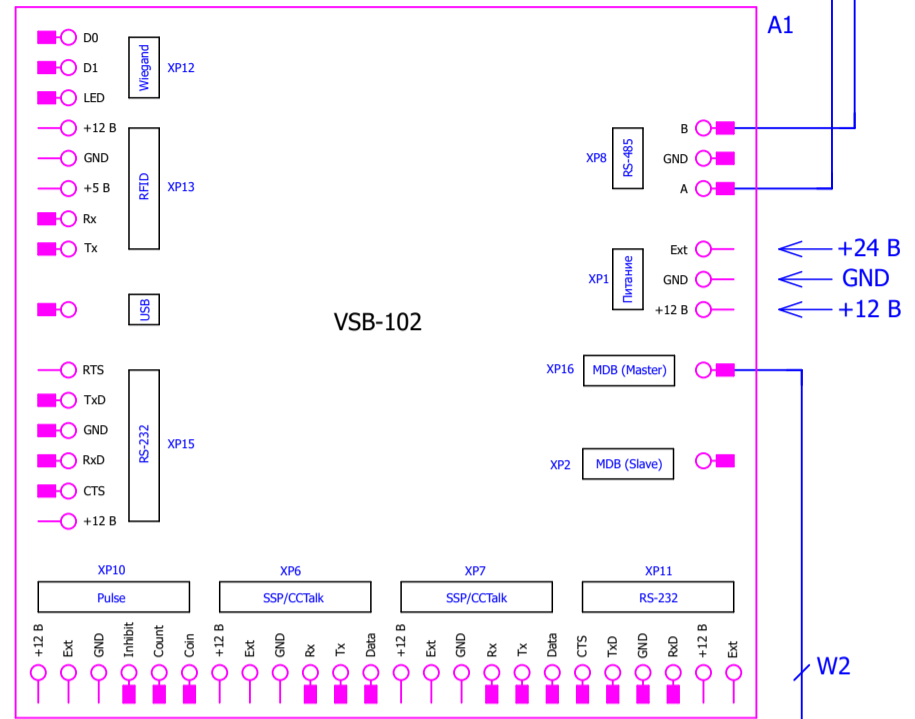 A1
D0
D1
LED
Wiegand
XP12
+12 В
GND
+5 В
Rx
Tx
RFID
XP13
USB
RTS
TxD
GND
RxD
CTS
+12 В
RS-232
XP15
VSB-102
XP8
RS-485
B
GND
A
XP1
Питание
Ext
GND
+12 В
+24 В
GND
+12 В
XP16
MDB (Master)
XP2
MDB (Slave)
XP10
Pulse
+12 В
Ext
GND
Inhibit
Count
Coin
XP6
SSP/CCTalk
+12 В
Ext
GND
Rx
Tx
Data
XP7
SSP/CCTalk
+12 В
Ext
GND
Rx
Tx
Data
XP11
RS-232
CTS
TxD
GND
RxD
+12 В
Ext
W2